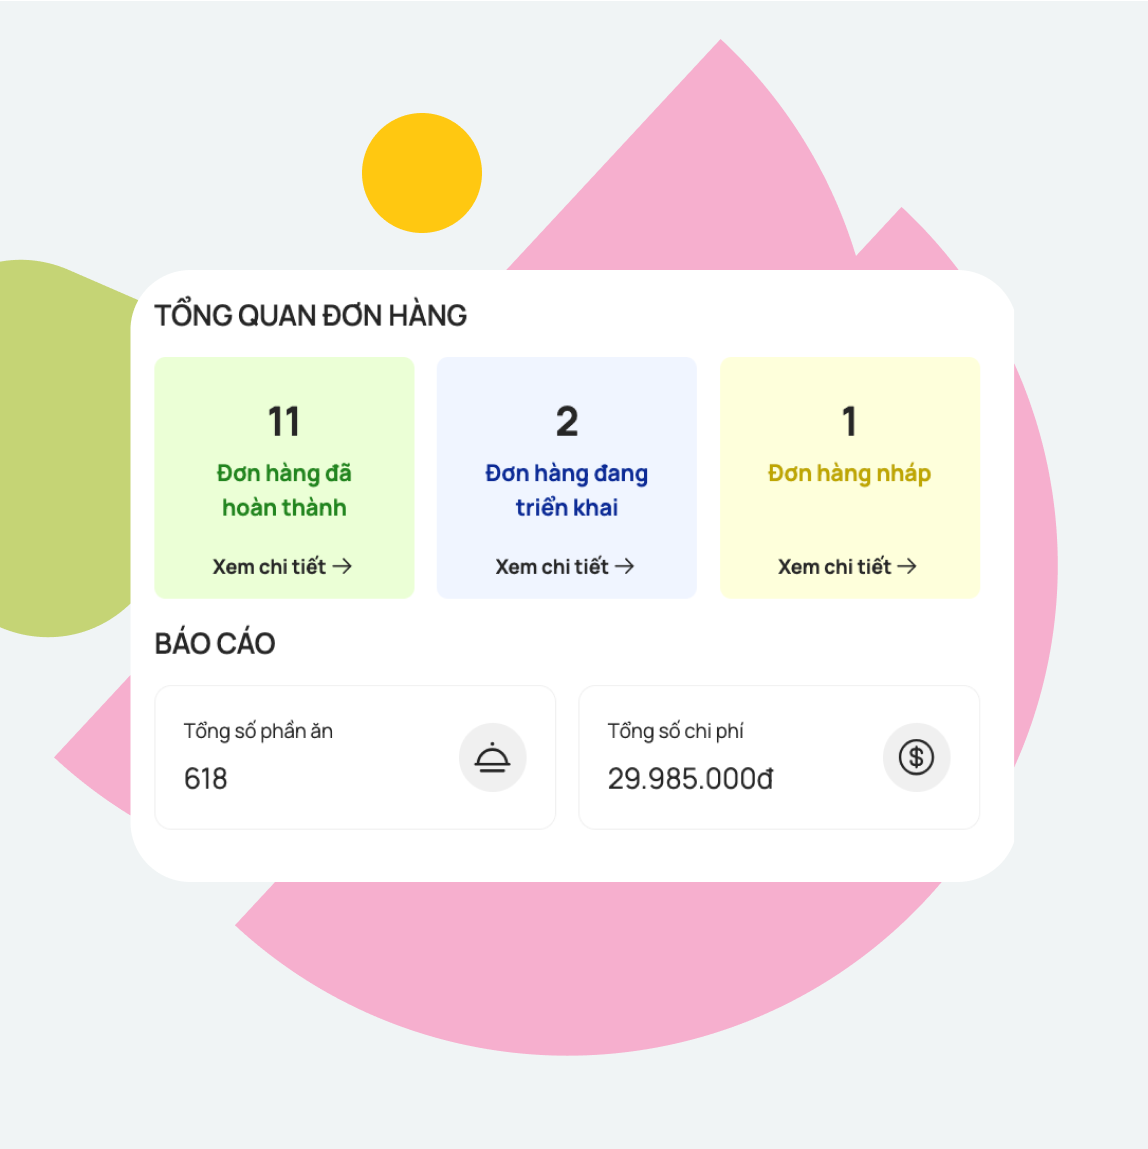 TỔNG QUAN ĐƠN HÀNG
11
Đơn hàng đã
hoàn thành
Xem chi tiết →
2
Đơn hàng đang
triển khai
Xem chi tiết →
1
Đơn hàng nháp
Xem chi tiết →
BÁO CÁO
Tổng số phần ăn
618
Tổng số chi phí
29.985.000đ
$